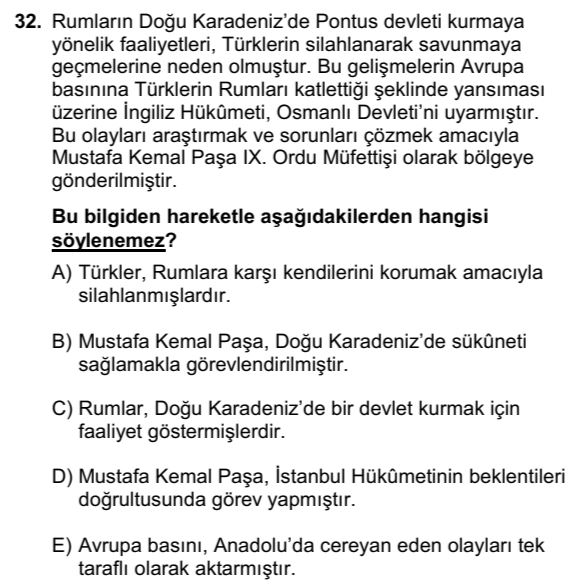 32. Rumların Doğu Karadeniz’de Pontus devleti kurmaya
yönelik faaliyetleri, Türklerin silahlanarak savunmaya
geçmelerine neden olmuştur. Bu gelişmelerin Avrupa
basınına Türklerin Rumları katlettiği şeklinde yansıması
üzerine İngiliz Hükûmeti, Osmanlı Devleti’ni uyarmıştır.
Bu olayları araştırmak ve sorunları çözmek amacıyla
Mustafa Kemal Paşa IX. Ordu Müfettişi olarak bölgeye
gönderilmiştir.
Bu bilgiden hareketle aşağıdakilerden hangisi
söylenemez?
A) Türkler, Rumlara karşı kendilerini korumak amacıyla
silahlanmışlardır.
B) Mustafa Kemal Paşa, Doğu Karadeniz’de sükûneti
sağlamakla görevlendirilmiştir.
C) Rumlar, Doğu Karadeniz’de bir devlet kurmak için
faaliyet göstermişlerdir.
D) Mustafa Kemal Paşa, İstanbul Hükûmetinin beklentileri
doğrultusunda görev yapmıştır.
E) Avrupa basını, Anadolu’da cereyan eden olayları tek
taraflı olarak aktarmıştır.